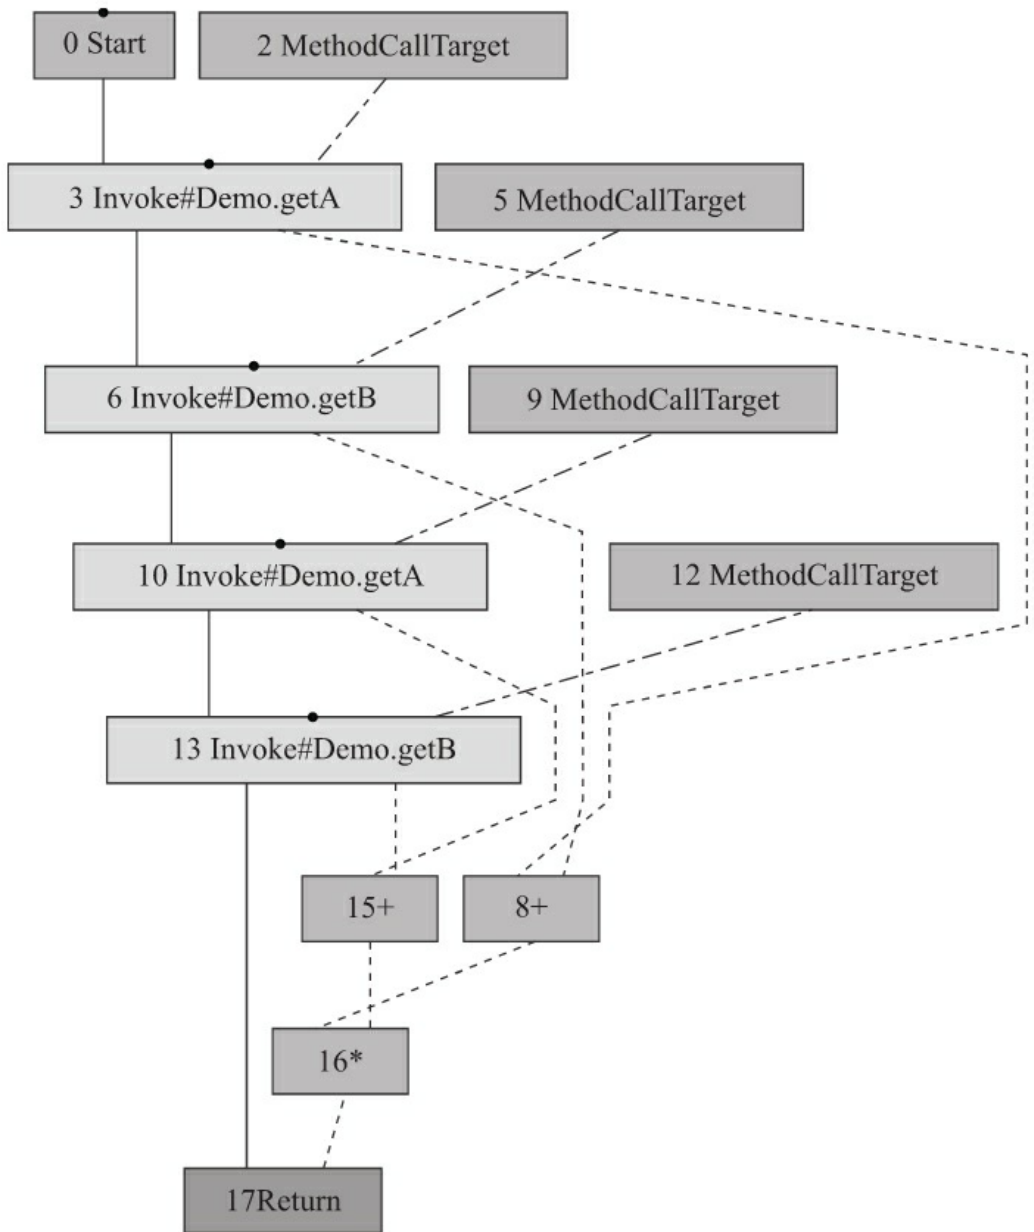 0 Start
2 MethodCallTarget
3 Invoke#Demo.getA
5 MethodCallTarget
6 Invoke#Demo.getB
9 MethodCallTarget
10 Invoke#Demo.getA
12 MethodCallTarget
13 Invoke#Demo.getB
15+
8+
16*
17Return